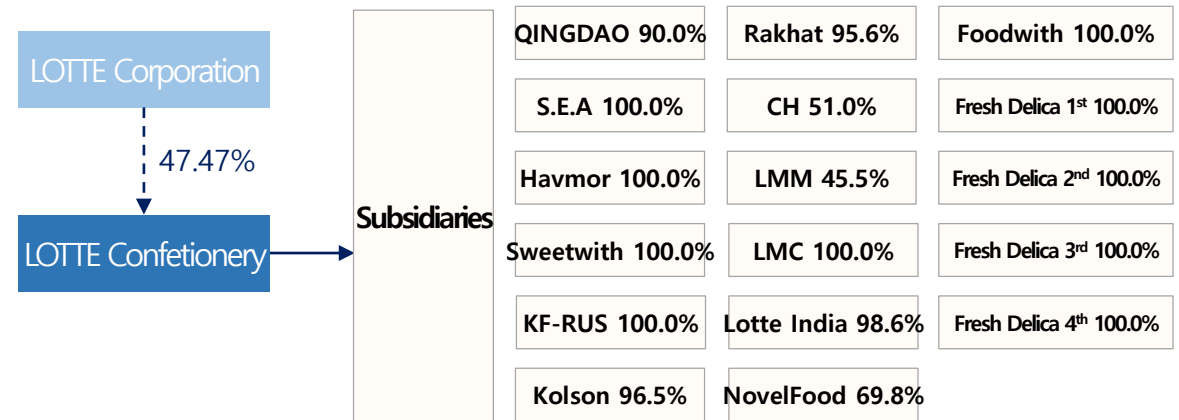 LOTTE Corporation
47.47%
LOTTE Confetionery
Subsidiaries
QINGDAO 90.0%
Rakhat 95.6%
Foodwith 100.0%
S.E.A 100.0%
CH 51.0%
Fresh Delica 1st 100.0%
Havmor 100.0%
LMM 45.5%
Fresh Delica 2nd 100.0%
Sweetwith 100.0%
LMC 100.0%
Fresh Delica 3rd 100.0%
KF-RUS 100.0%
Lotte India 98.6%
Fresh Delica 4th 100.0%
Kolson 96.5%
NovelFood 69.8%